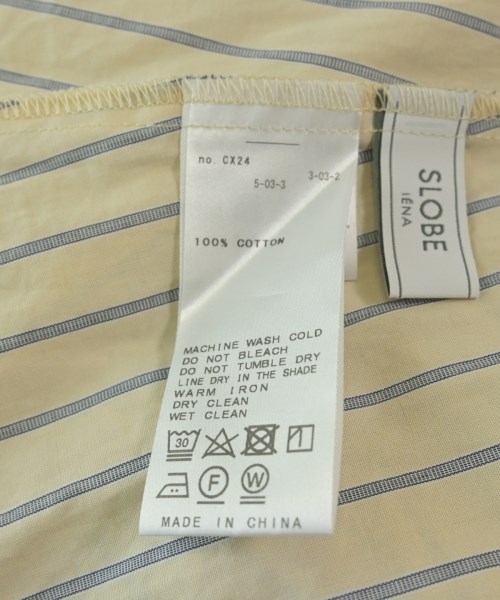 no. CX24
5-03-3 3-03-2
100% COTTON
MACHINE WASH COLD
DO NOT BLEACH
DO NOT TUMBLE DRY
LINE DRY IN THE SHADE
WARM IRON
DRY CLEAN
WET CLEAN
30
F W
MADE IN CHINA
SLOBE
IÉNA